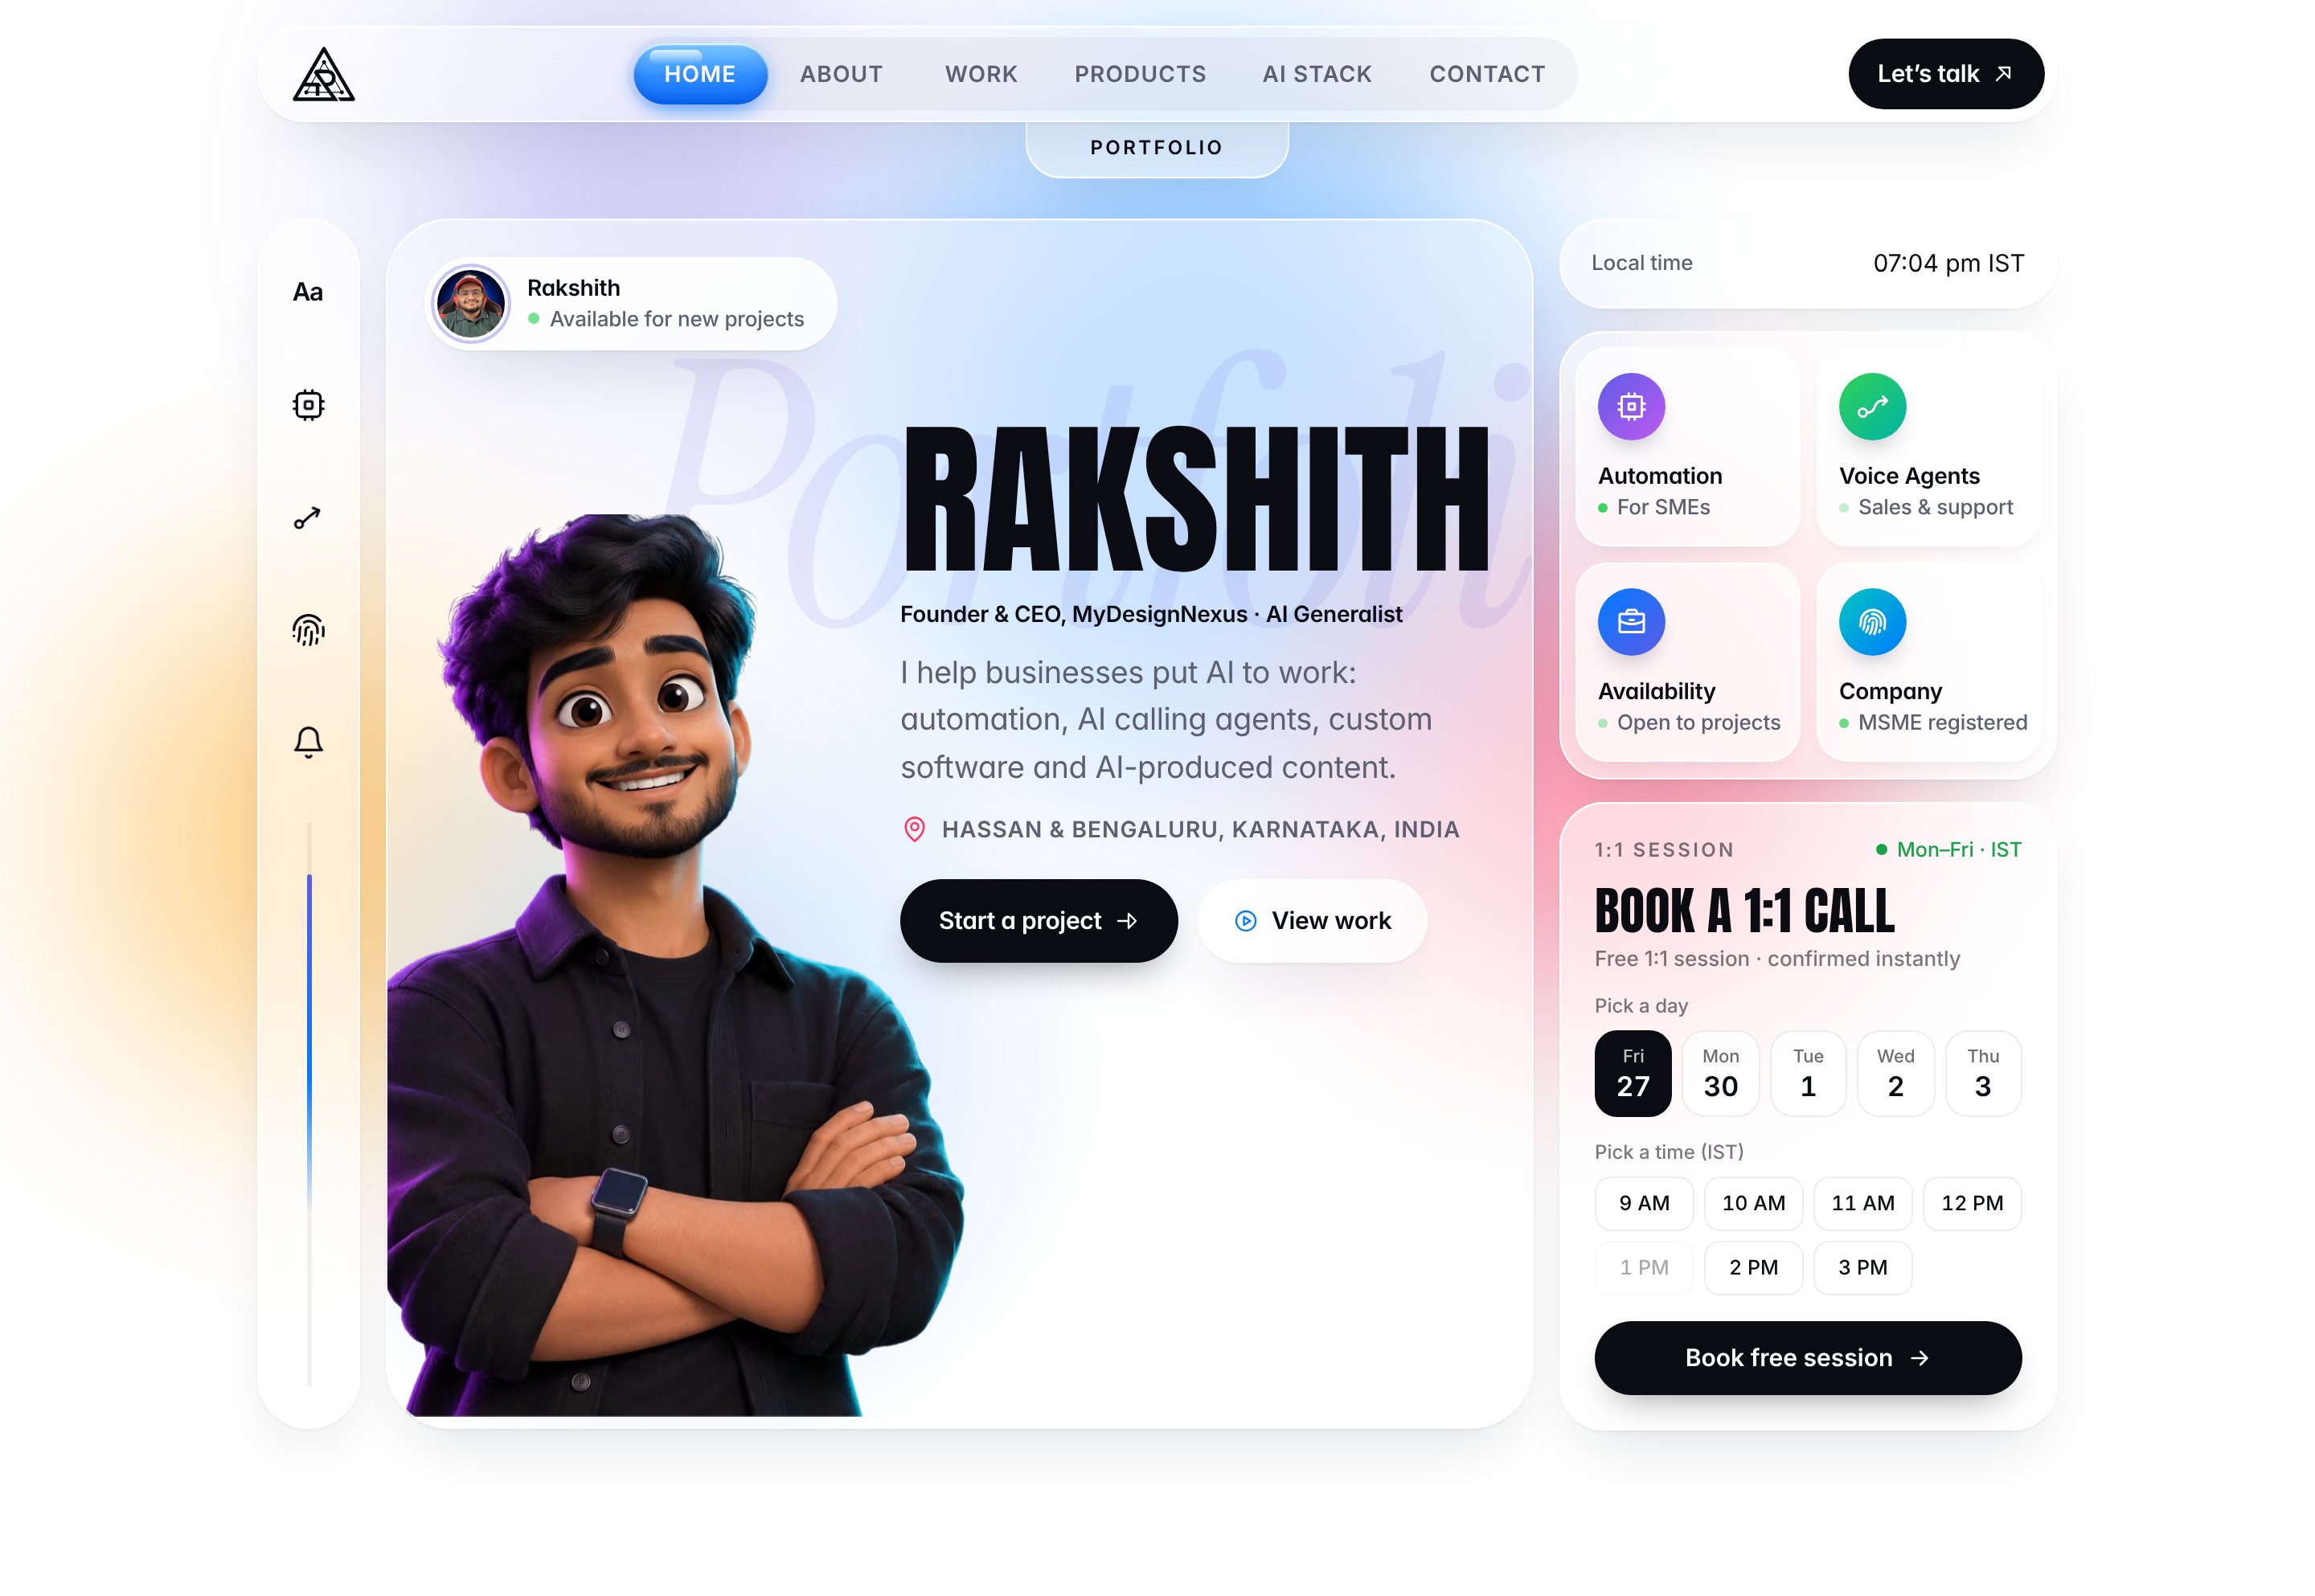 HOME
ABOUT
WORK
PRODUCTS
AI STACK
CONTACT
Let’s talk
PORTFOLIO
Aa
Rakshith
Available for new projects
Portfoli
RAKSHITH
Founder & CEO, MyDesignNexus · AI Generalist
I help businesses put AI to work:
automation, AI calling agents, custom
software and AI-produced content.
HASSAN & BENGALURU, KARNATAKA, INDIA
Start a project
View work
Local time
07:04 pm IST
Automation
For SMEs
Voice Agents
Sales & support
Availability
Open to projects
Company
MSME registered
1:1 SESSION
Mon–Fri · IST
BOOK A 1:1 CALL
Free 1:1 session · confirmed instantly
Pick a day
Fri
27
Mon
30
Tue
1
Wed
2
Thu
3
Pick a time (IST)
9 AM
10 AM
11 AM
12 PM
1 PM
2 PM
3 PM
Book free session